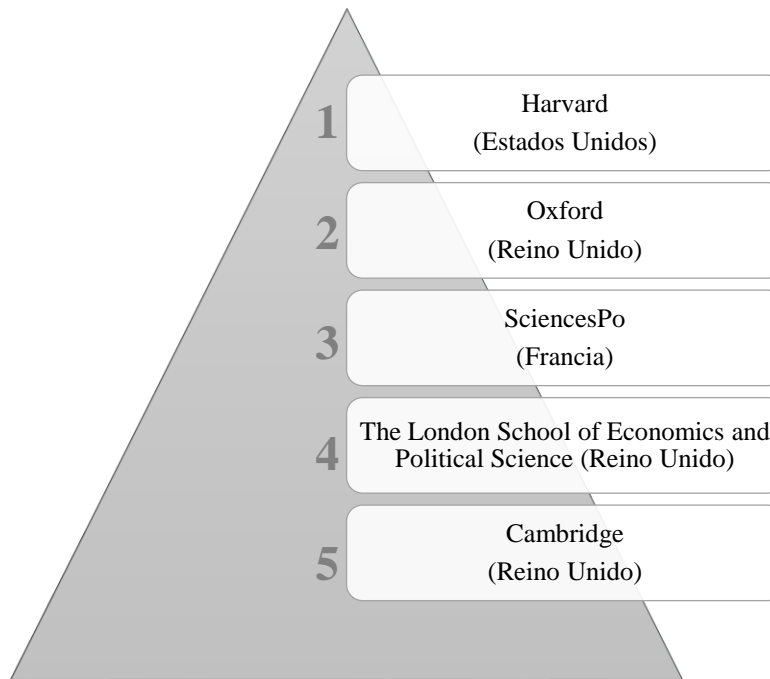 1
Harvard
(Estados Unidos)
2
Oxford
(Reino Unido)
3
SciencesPo
(Francia)
4
The London School of Economics and
Political Science (Reino Unido)
5
Cambridge
(Reino Unido)